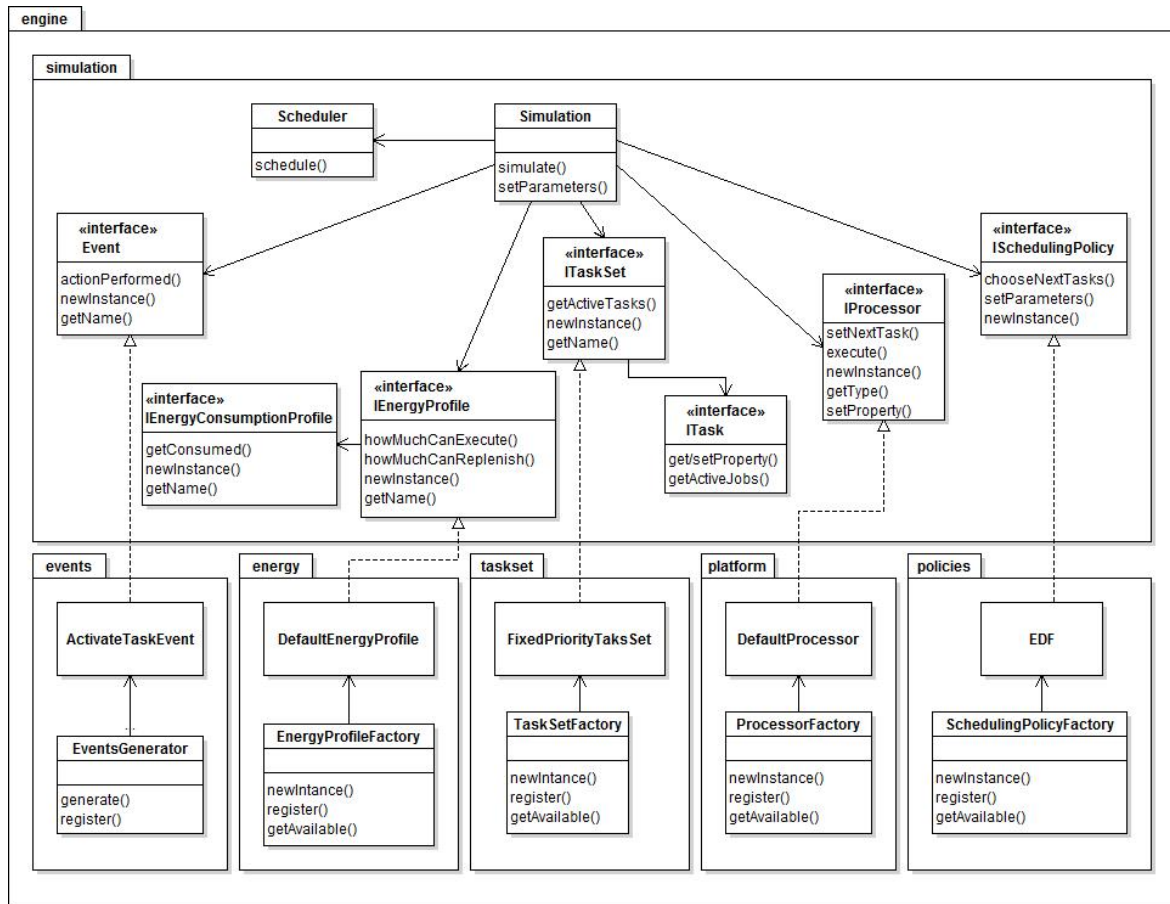 engine
simulation
Scheduler
schedule()
Simulation
simulate()
setParameters()
«interface»
Event
actionPerformed()
newInstance()
getName()
«interface»
ITaskSet
getActiveTasks()
newInstance()
getName()
«interface»
IProcessor
setNextTask()
execute()
newInstance()
getType()
setProperty()
«interface»
ISchedulingPolicy
chooseNextTasks()
setParameters()
newInstance()
«interface»
IEnergyConsumptionProfile
getConsumed()
newInstance()
getName()
«interface»
IEnergyProfile
howMuchCanExecute()
howMuchCanReplenish()
newInstance()
getName()
«interface»
ITask
get/setProperty()
getActiveJobs()
events
ActivateTaskEvent
EventsGenerator
generate()
register()
energy
DefaultEnergyProfile
EnergyProfileFactory
newIntance()
register()
getAvailable()
taskset
FixedPriorityTaksSet
TaskSetFactory
newIntance()
register()
getAvailable()
platform
DefaultProcessor
ProcessorFactory
newInstance()
register()
getAvailable()
policies
EDF
SchedulingPolicyFactory
newInstance()
register()
getAvailable()